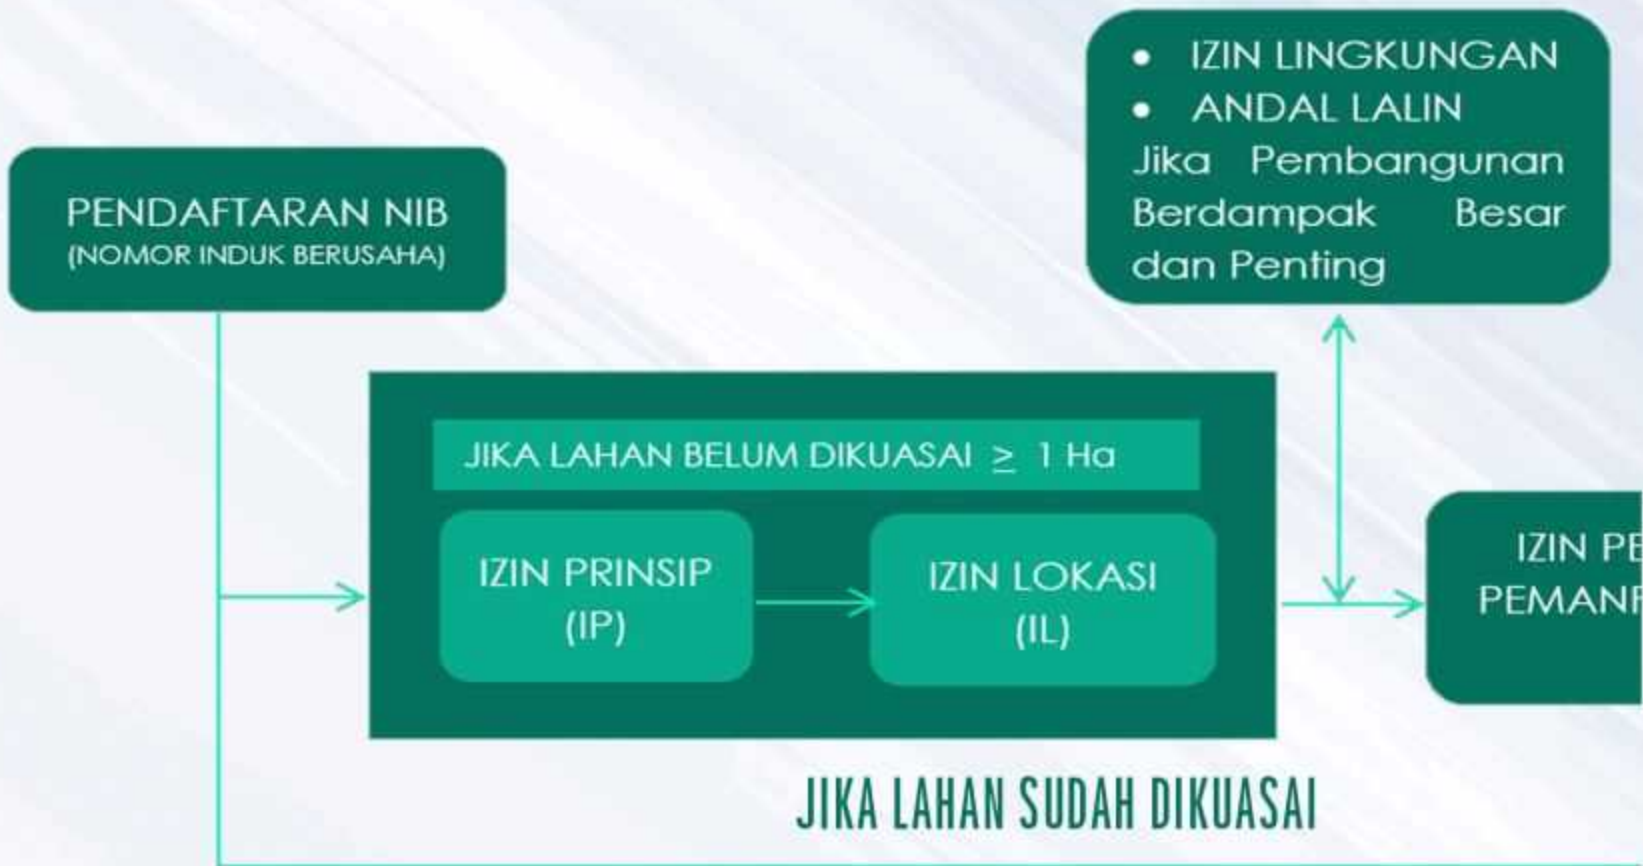 PENDAFTARAN NIB
(NOMOR INDUK BERUSAHA)
• IZIN LINGKUNGAN
• ANDAL LALIN
Jika Pembangunan
Berdampak Besar
dan Penting
JIKA LAHAN BELUM DIKUASAI ≥ 1 Ha
IZIN PRINSIP
(IP)
IZIN LOKASI
(IL)
IZIN
JIKA LAHAN SUDAH DIKUASAI